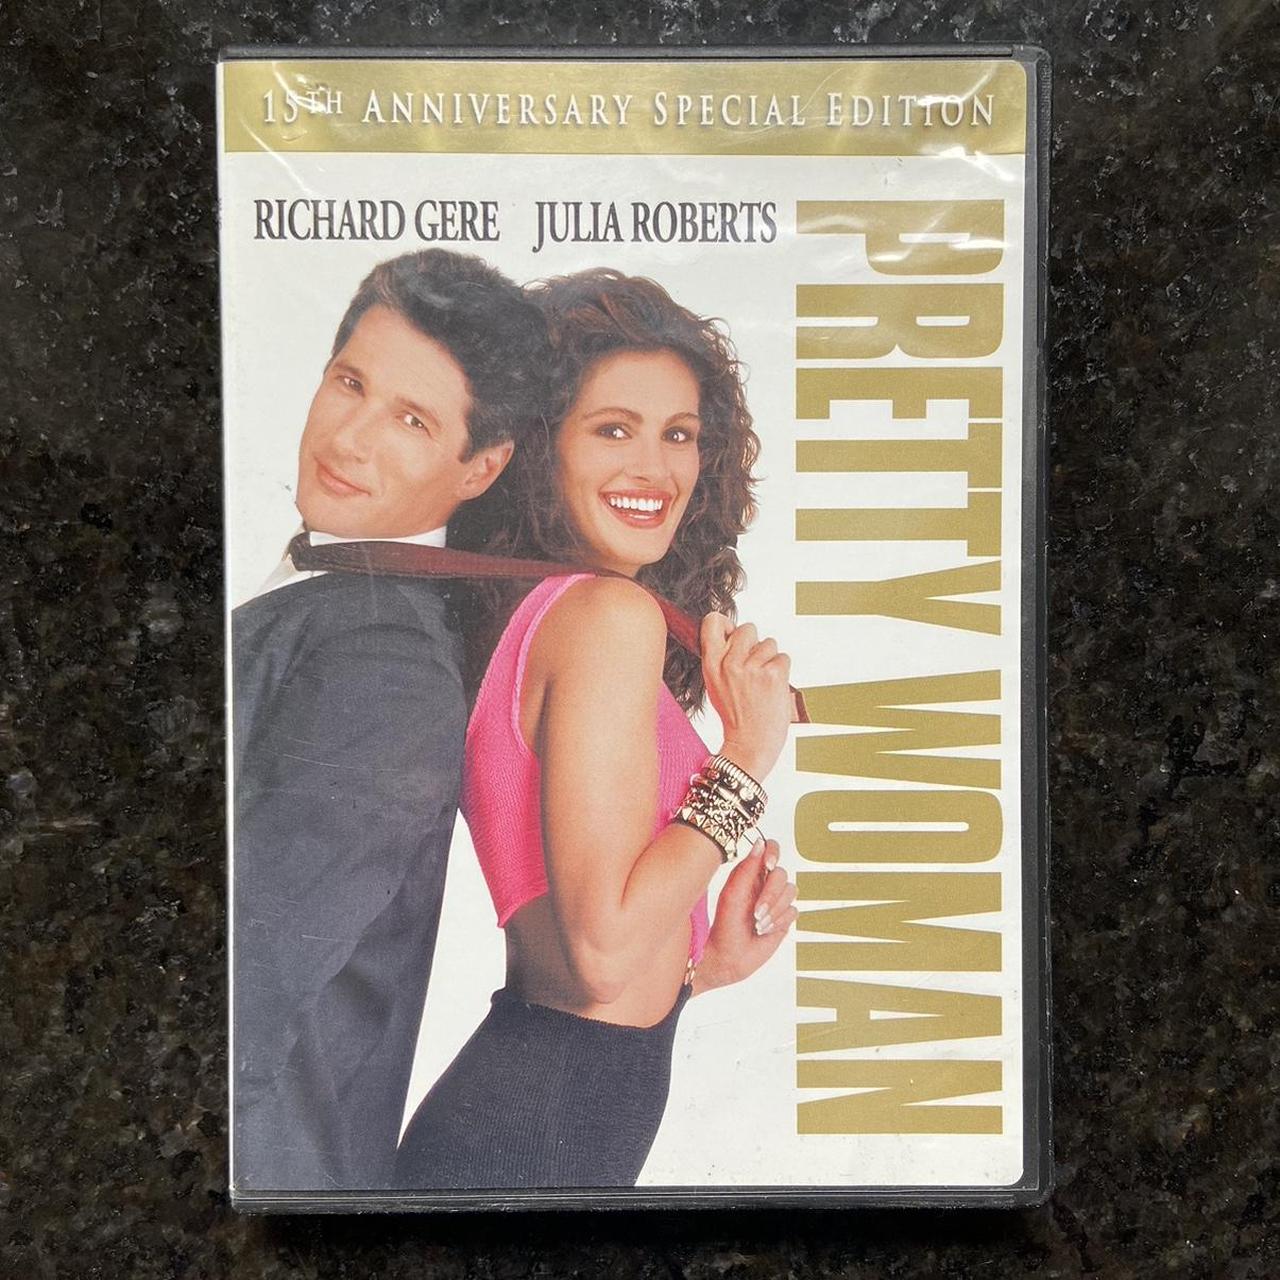 15TH ANNIVERSARY SPECIAL EDITION
RICHARD GERE JULIA ROBERTS
PRETTY WOMAN